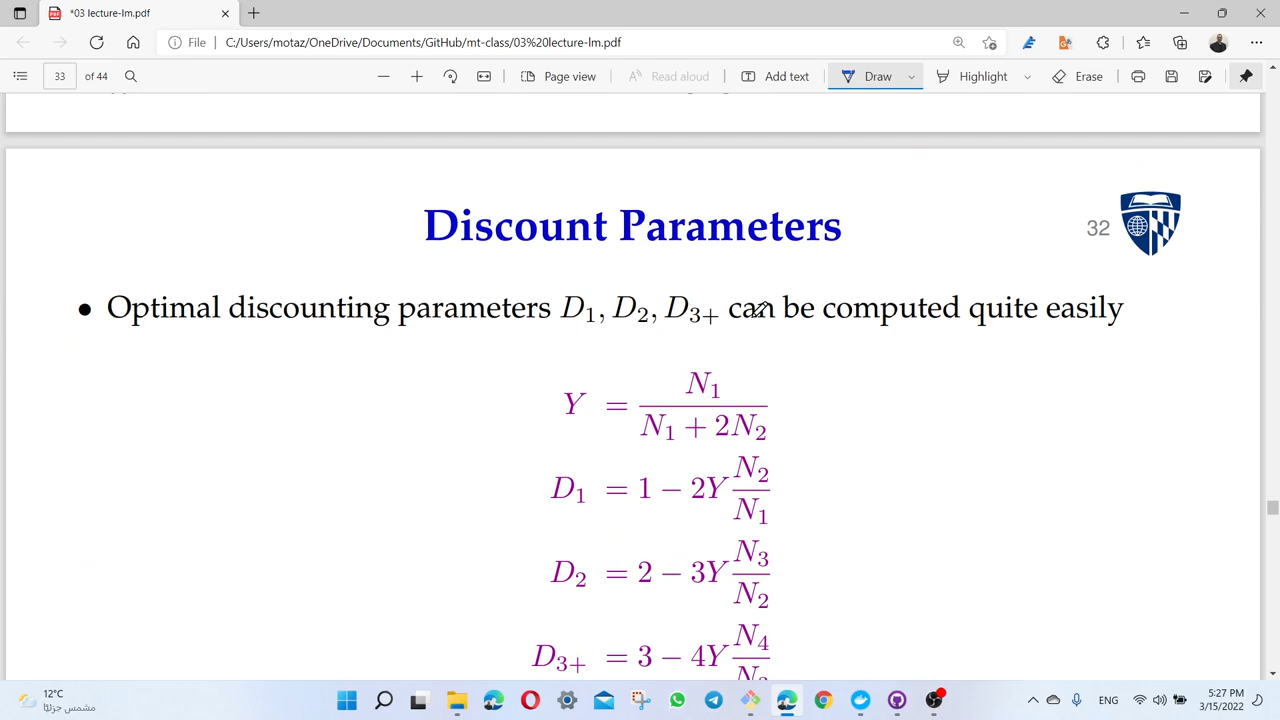 *03 lecture-lm.pdf
File C:/Users/motaz/OneDrive/Documents/GitHub/mt-class/03%20lecture-lm.pdf
33 of 44 Page view Read aloud Add text Draw Highlight Erase
Discount Parameters
32
• Optimal discounting parameters D₁, D₂, D₃₊ can be computed quite easily
Y = N₁ / (N₁ + 2N₂)
D₁ = 1 − 2Y N₂ / N₁
D₂ = 2 − 3Y N₃ / N₂
D₃₊ = 3 − 4Y N₄ /
12°C
مشمس جزئيًا
ENG
5:27 PM
3/15/2022